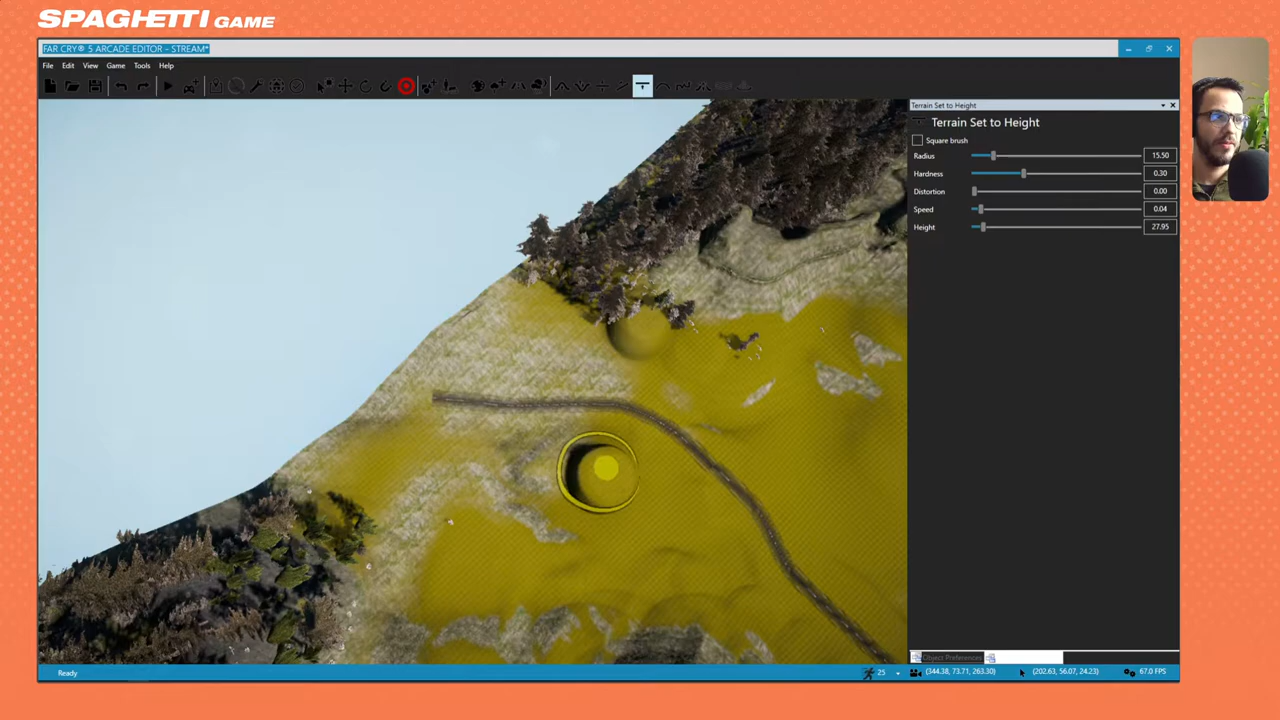 SPAGHETTI GAME
FAR CRY® 5 ARCADE EDITOR - STREAM*
File Edit View Game Tools Help
Terrain Set to Height
Terrain Set to Height
Square brush
Radius 15.50
Hardness 0.30
Distortion 0.00
Speed 0.04
Height 27.95
Object Preferences
Ready
25
(344.38, 73.71, 263.30)
(202.63, 56.07, 24.23)
67.0 FPS